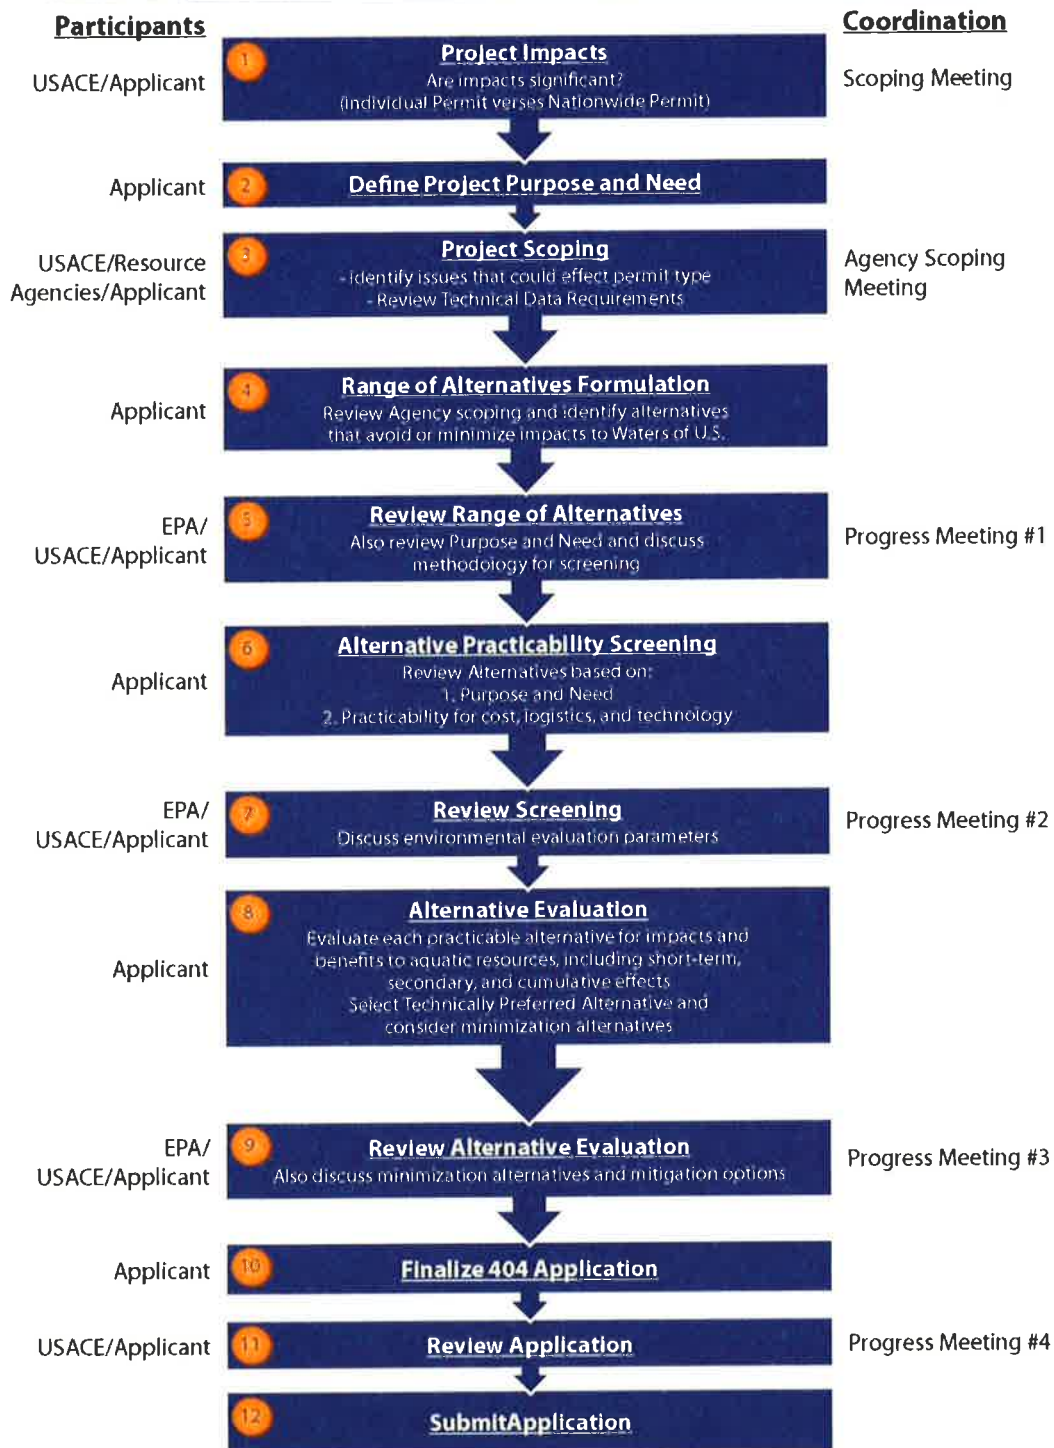 Participants
Coordination
USACE/Applicant
1
Project Impacts
Are impacts significant?
(Individual Permit verses Nationwide Permit)
Scoping Meeting
Applicant
2
Define Project Purpose and Need
USACE/Resource
Agencies/Applicant
3
Project Scoping
- Identify issues that could effect permit type
- Review Technical Data Requirements
Agency Scoping
Meeting
Applicant
4
Range of Alternatives Formulation
Review Agency scoping and identify alternatives
that avoid or minimize impacts to Waters of U.S.
EPA/
USACE/Applicant
5
Review Range of Alternatives
Also review Purpose and Need and discuss
methodology for screening
Progress Meeting #1
Applicant
6
Alternative Practicability Screening
Review Alternatives based on:
1. Purpose and Need
2. Practicability for cost, logistics, and technology
EPA/
USACE/Applicant
7
Review Screening
Discuss environmental evaluation parameters
Progress Meeting #2
Applicant
8
Alternative Evaluation
Evaluate each practicable alternative for impacts and
benefits to aquatic resources, including short-term,
secondary, and cumulative effects
Select Technically Preferred Alternative and
consider minimization alternatives
EPA/
USACE/Applicant
9
Review Alternative Evaluation
Also discuss minimization alternatives and mitigation options
Progress Meeting #3
Applicant
10
Finalize 404 Application
USACE/Applicant
11
Review Application
Progress Meeting #4
12
SubmitApplication